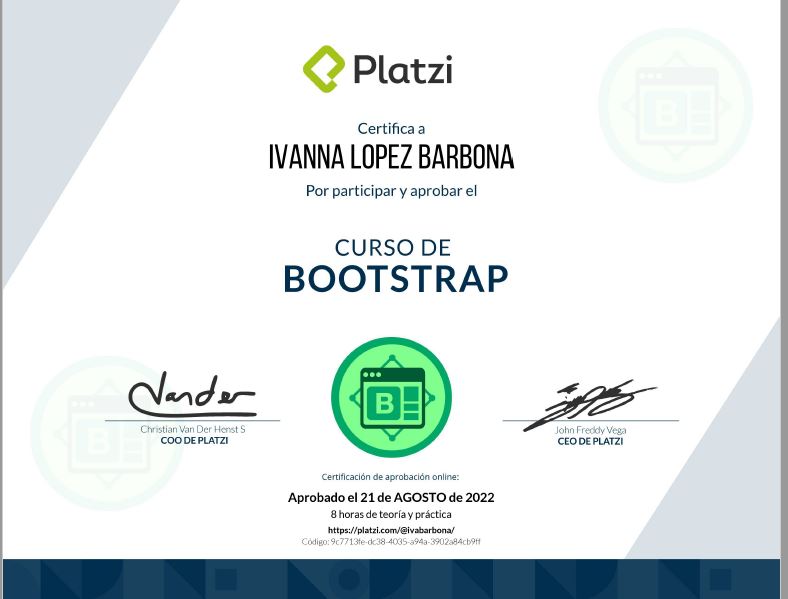 Platzi
Certifica a
IVANNA LOPEZ BARBONA
Por participar y aprobar el
CURSO DE
BOOTSTRAP
B
B
B
Vander
Christian Van Der Henst S
COO DE PLATZI
John Freddy Vega
CEO DE PLATZI
Certificación de aprobación online:
Aprobado el 21 de AGOSTO de 2022
8 horas de teoría y práctica
https://platzi.com/@ivabarbona/
Código: 9c7713fe-dc38-4035-a94a-3902a84cb9ff